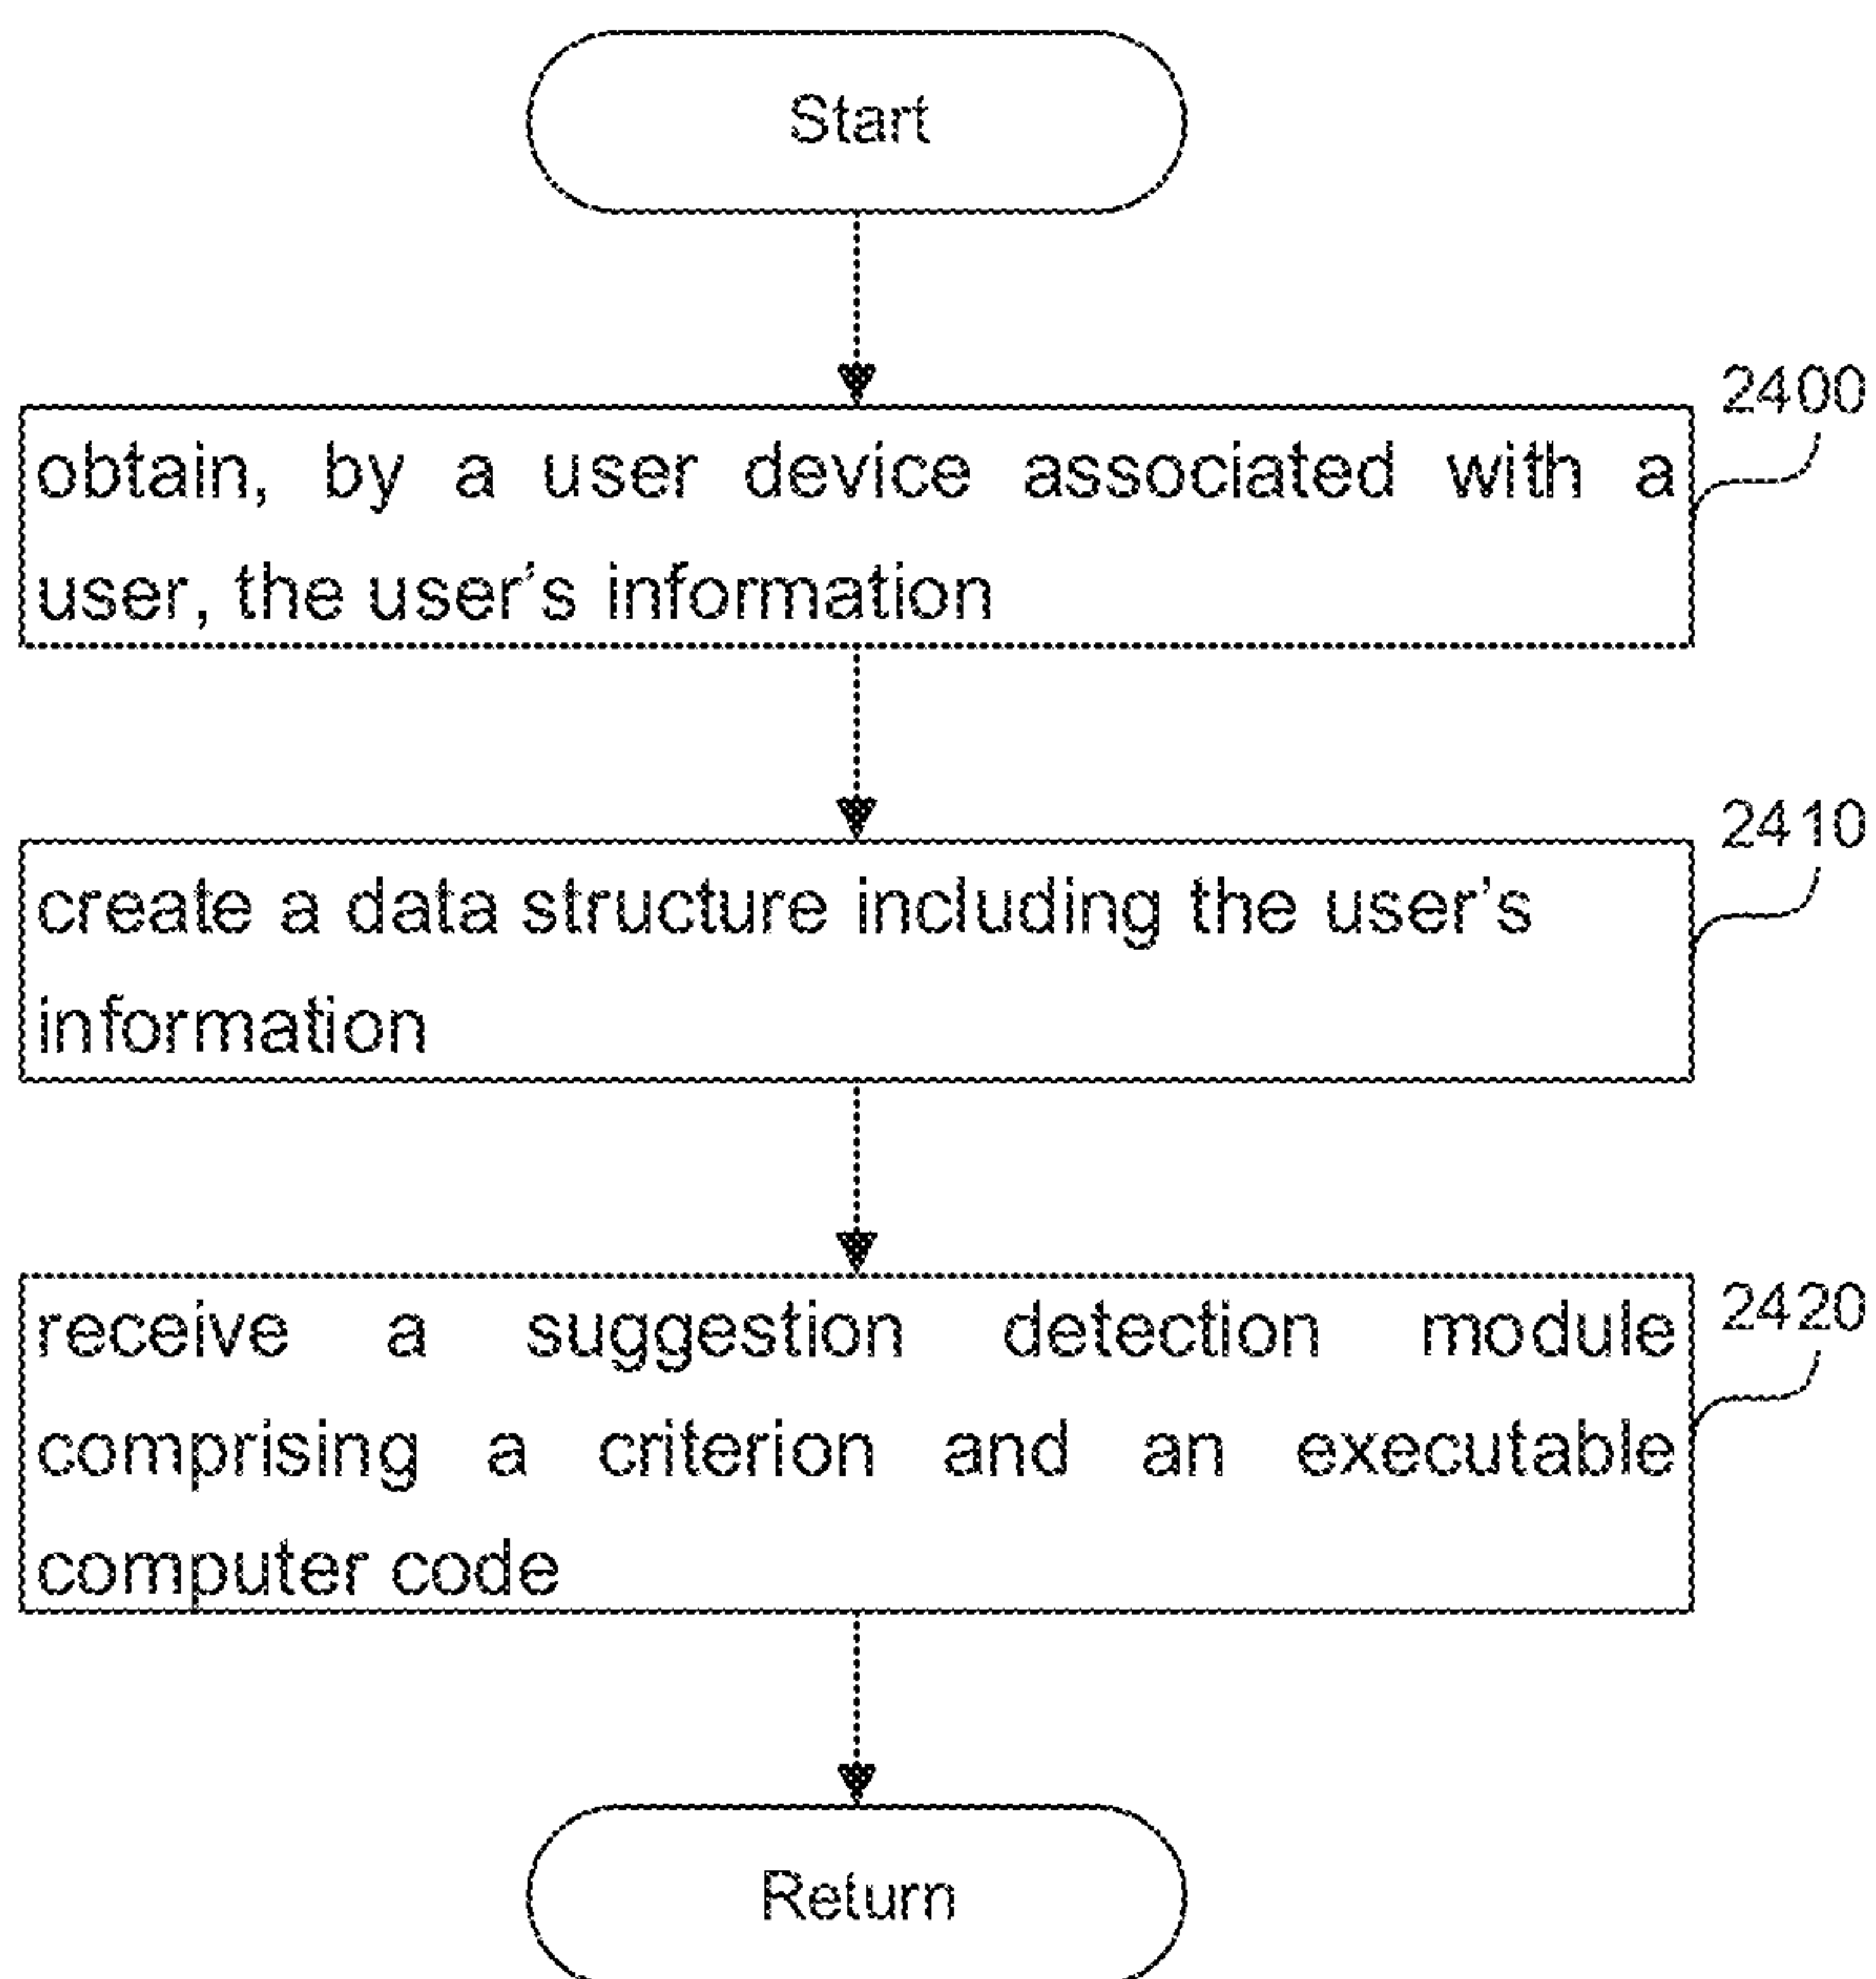 Start
2400
obtain, by a user device associated with a
user, the user's information
2410
create a data structure including the user's
information
2420
receive a suggestion detection module
comprising a criterion and an executable
computer code
Return